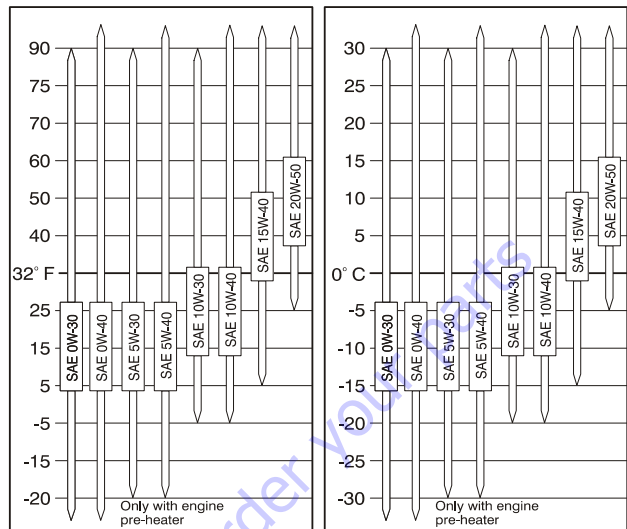 90
75
70
60
50
40
32° F
25
15
5
-5
-15
-20
SAE 0W-30
SAE 0W-40
SAE 5W-30
SAE 5W-40
SAE 10W-30
SAE 10W-40
SAE 15W-40
SAE 20W-50
Only with engine
pre-heater
30
25
20
15
10
5
0° C
-5
-10
-15
-20
-25
-30
SAE 0W-30
SAE 0W-40
SAE 5W-30
SAE 5W-40
SAE 10W-30
SAE 10W-40
SAE 15W-40
SAE 20W-50
Only with engine
pre-heater
order your parts